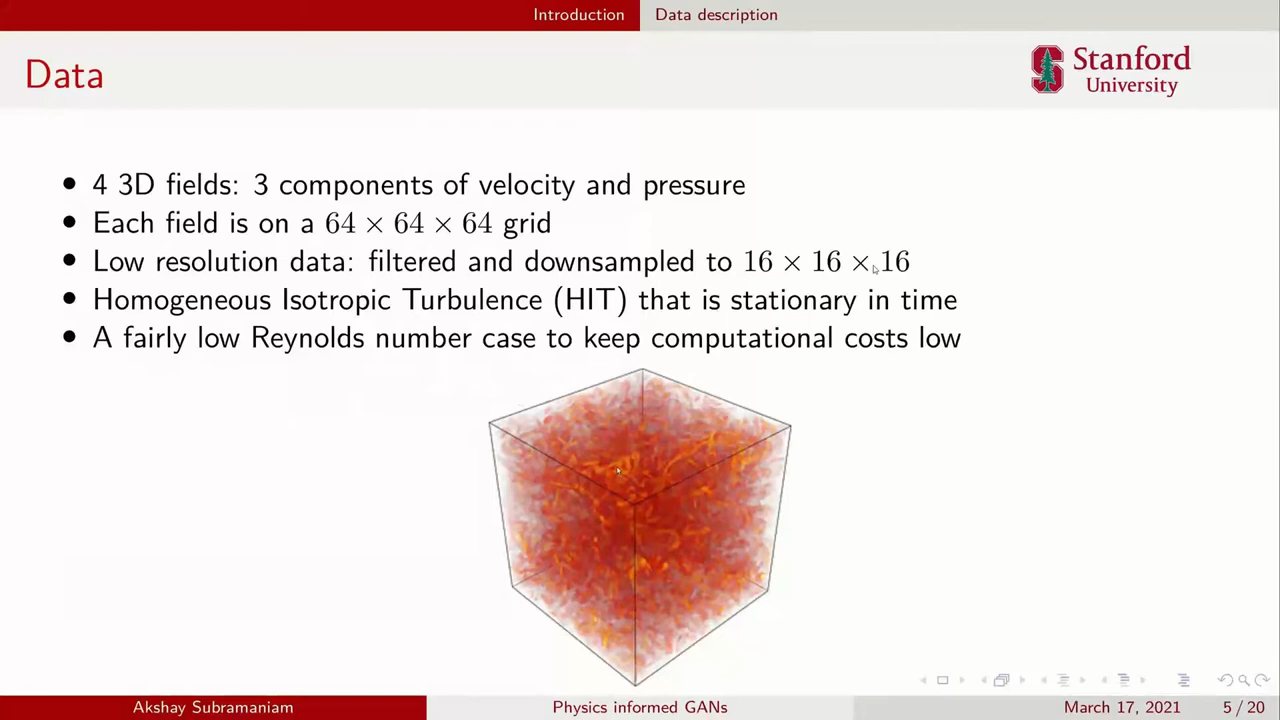 Introduction Data description
Data
Stanford
University
• 4 3D fields: 3 components of velocity and pressure
• Each field is on a 64 × 64 × 64 grid
• Low resolution data: filtered and downsampled to 16 × 16 × 16
• Homogeneous Isotropic Turbulence (HIT) that is stationary in time
• A fairly low Reynolds number case to keep computational costs low
Akshay Subramaniam Physics informed GANs March 17, 2021 5 / 20